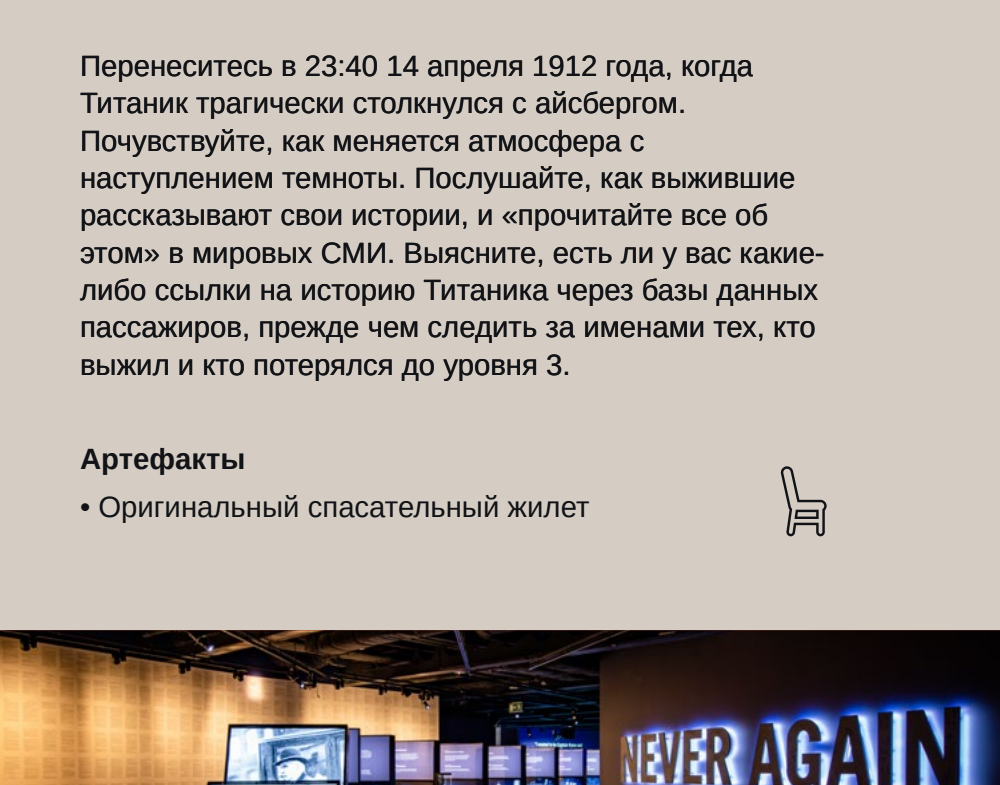 Перенеситесь в 23:40 14 апреля 1912 года, когда
Титаник трагически столкнулся с айсбергом.
Почувствуйте, как меняется атмосфера с
наступлением темноты. Послушайте, как выжившие
рассказывают свои истории, и «прочитайте все об
этом» в мировых СМИ. Выясните, есть ли у вас какие-
либо ссылки на историю Титаника через базы данных
пассажиров, прежде чем следить за именами тех, кто
выжил и кто потерялся до уровня 3.
Артефакты
• Оригинальный спасательный жилет
NEVER AGAIN